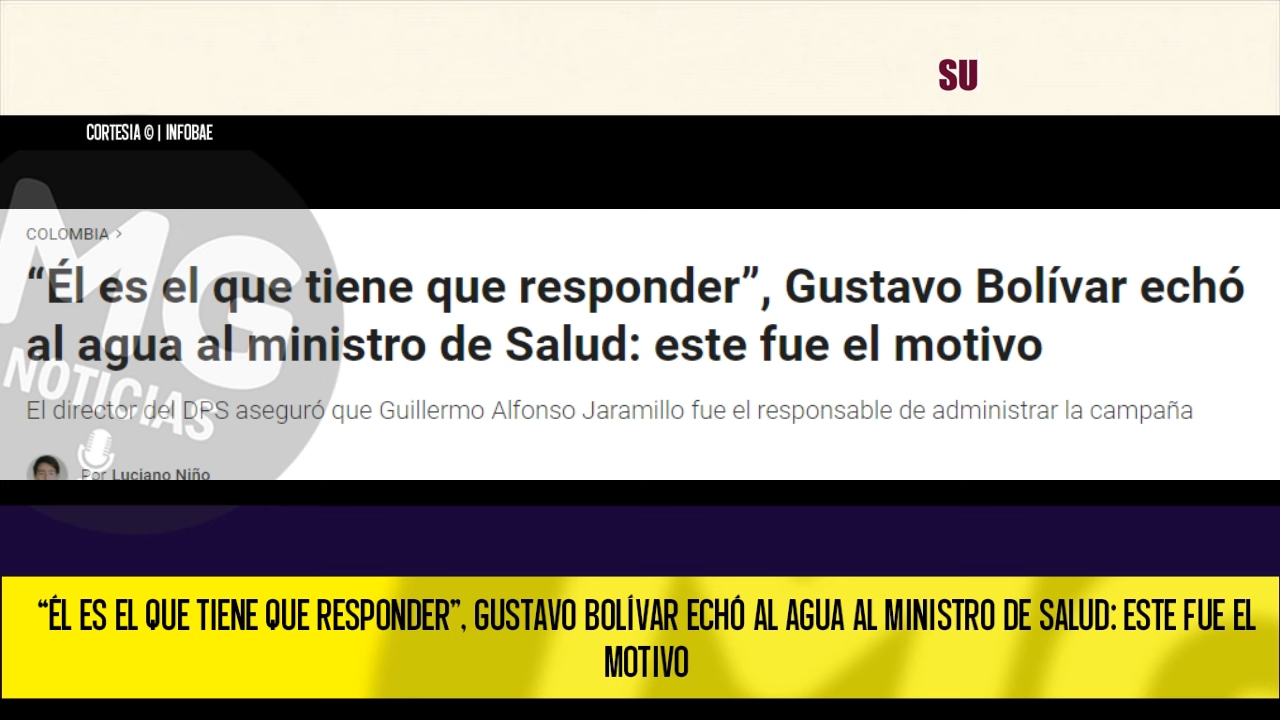 SU
CORTESIA © | INFOBAE
COLOMBIA >
“Él es el que tiene que responder”, Gustavo Bolívar echó
al agua al ministro de Salud: este fue el motivo
El director del DPS aseguró que Guillermo Alfonso Jaramillo fue el responsable de administrar la campaña
Por Luciano Niño
MG
NOTICIAS
“ÉL ES EL QUE TIENE QUE RESPONDER”, GUSTAVO BOLÍVAR ECHÓ AL AGUA AL MINISTRO DE SALUD: ESTE FUE EL
MOTIVO